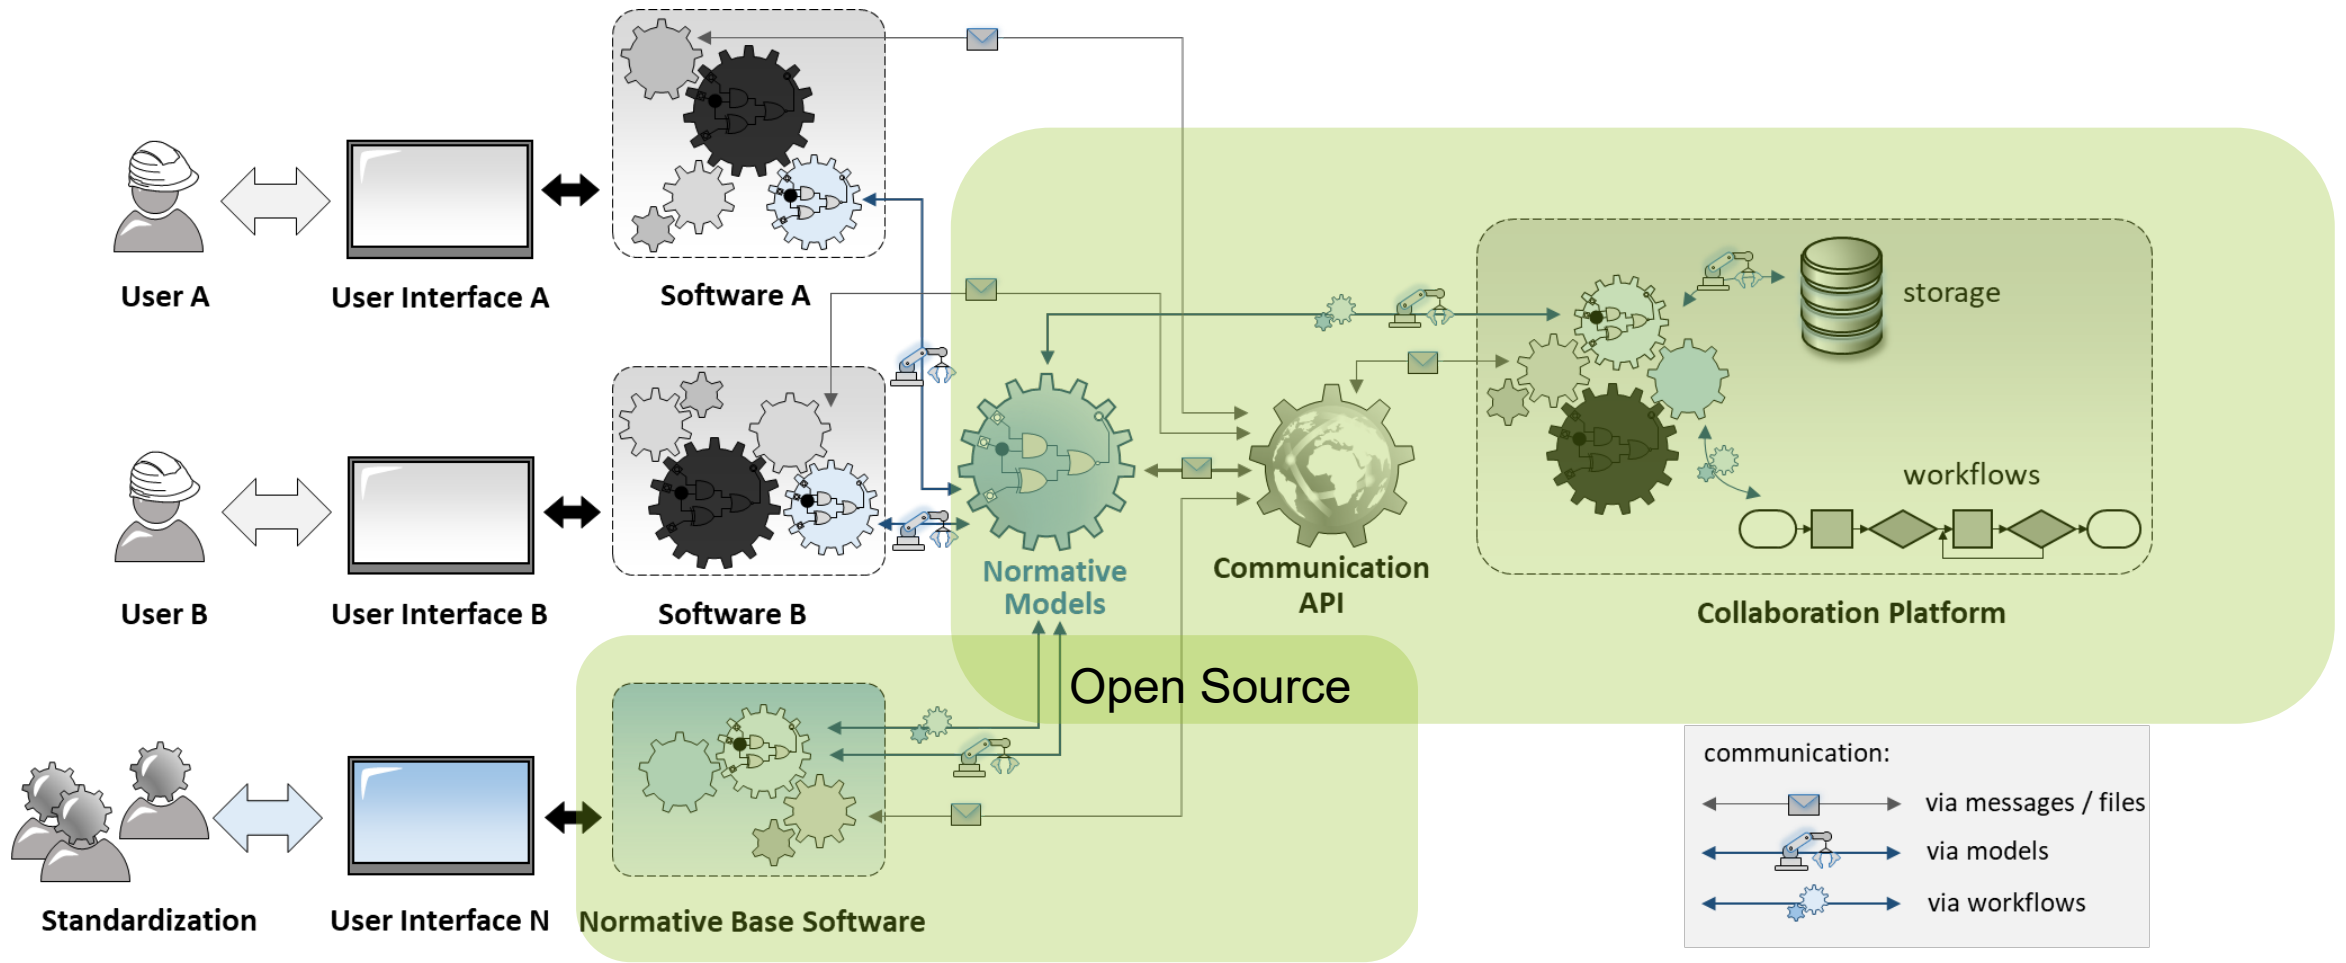 User A
User Interface A
Software A
storage
workflows
Normative
Models
Communication
API
Collaboration Platform
User B
User Interface B
Software B
Open Source
communication:
via messages / files
via models
via workflows
Standardization
User Interface N
Normative Base Software